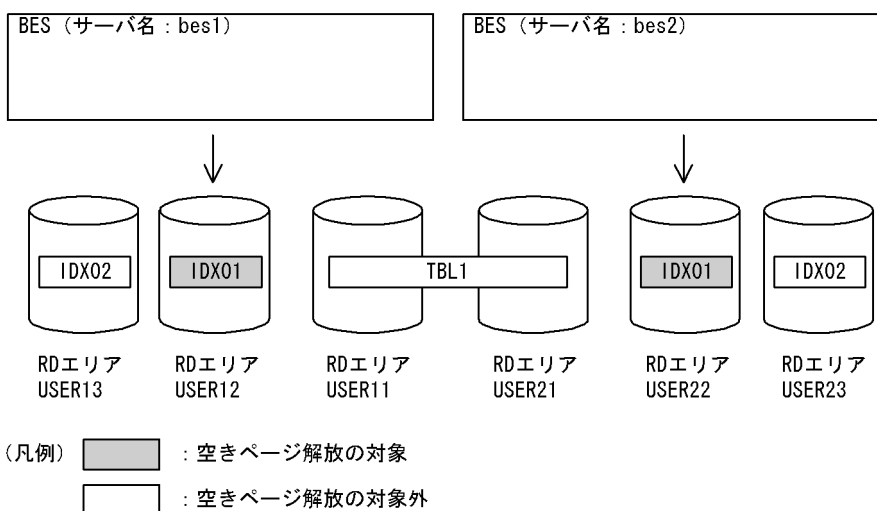 BES（サーバ名：bes1）
BES（サーバ名：bes2）
IDX02
IDX01
TBL1
IDX01
IDX02
RDエリア
USER13
RDエリア
USER12
RDエリア
USER11
RDエリア
USER21
RDエリア
USER22
RDエリア
USER23
（凡例）
：空きページ解放の対象
：空きページ解放の対象外